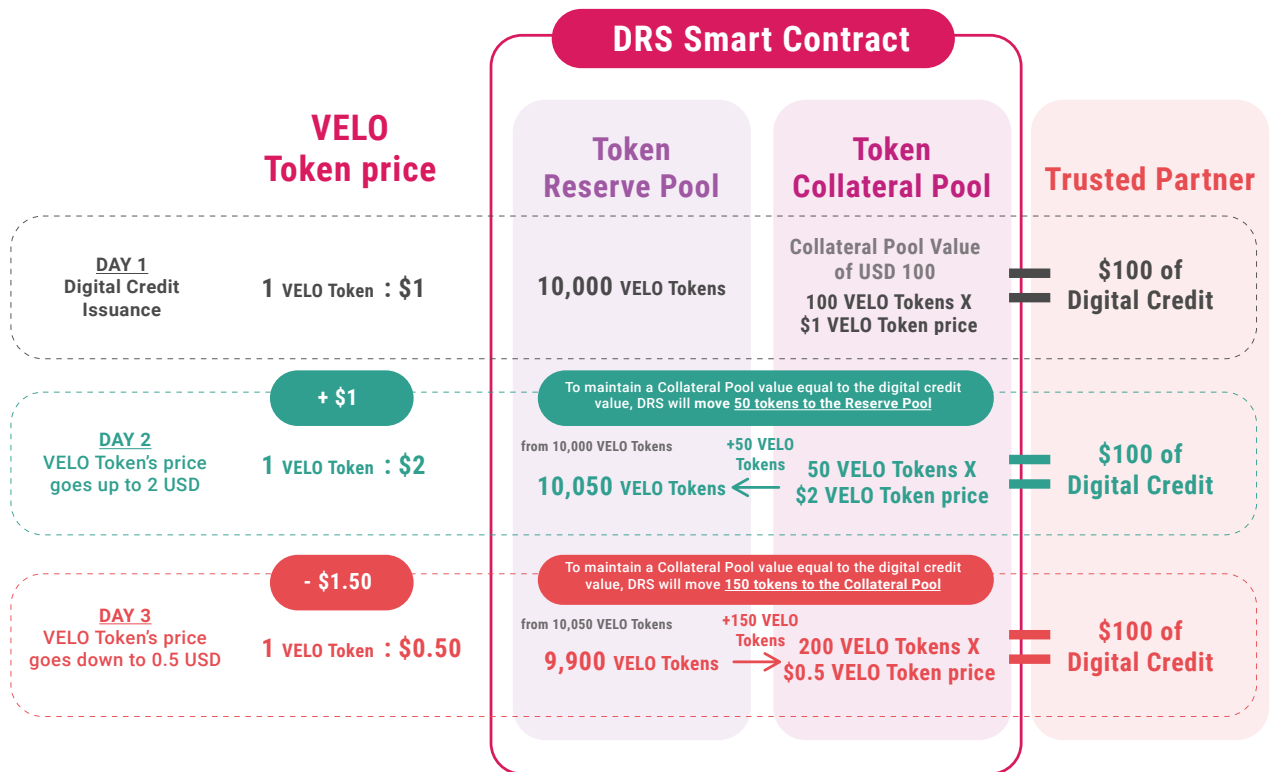 DRS Smart Contract
VELO
Token price
Token
Reserve Pool
Token
Collateral Pool
Trusted Partner
DAY 1
Digital Credit
Issuance
1 VELO Token : $1
10,000 VELO Tokens
Collateral Pool Value
of USD 100
100 VELO Tokens X
$1 VELO Token price
$100 of
Digital Credit
+ $1
To maintain a Collateral Pool value equal to the digital credit
value, DRS will move 50 tokens to the Reserve Pool
DAY 2
VELO Token's price
goes up to 2 USD
1 VELO Token : $2
from 10,000 VELO Tokens
10,050 VELO Tokens
+50 VELO
Tokens
50 VELO Tokens X
$2 VELO Token price
$100 of
Digital Credit
- $1.50
To maintain a Collateral Pool value equal to the digital credit
value, DRS will move 150 tokens to the Collateral Pool
DAY 3
VELO Token's price
goes down to 0.5 USD
1 VELO Token : $0.50
from 10,050 VELO Tokens
9,900 VELO Tokens
+150 VELO
Tokens
200 VELO Tokens X
$0.5 VELO Token price
$100 of
Digital Credit